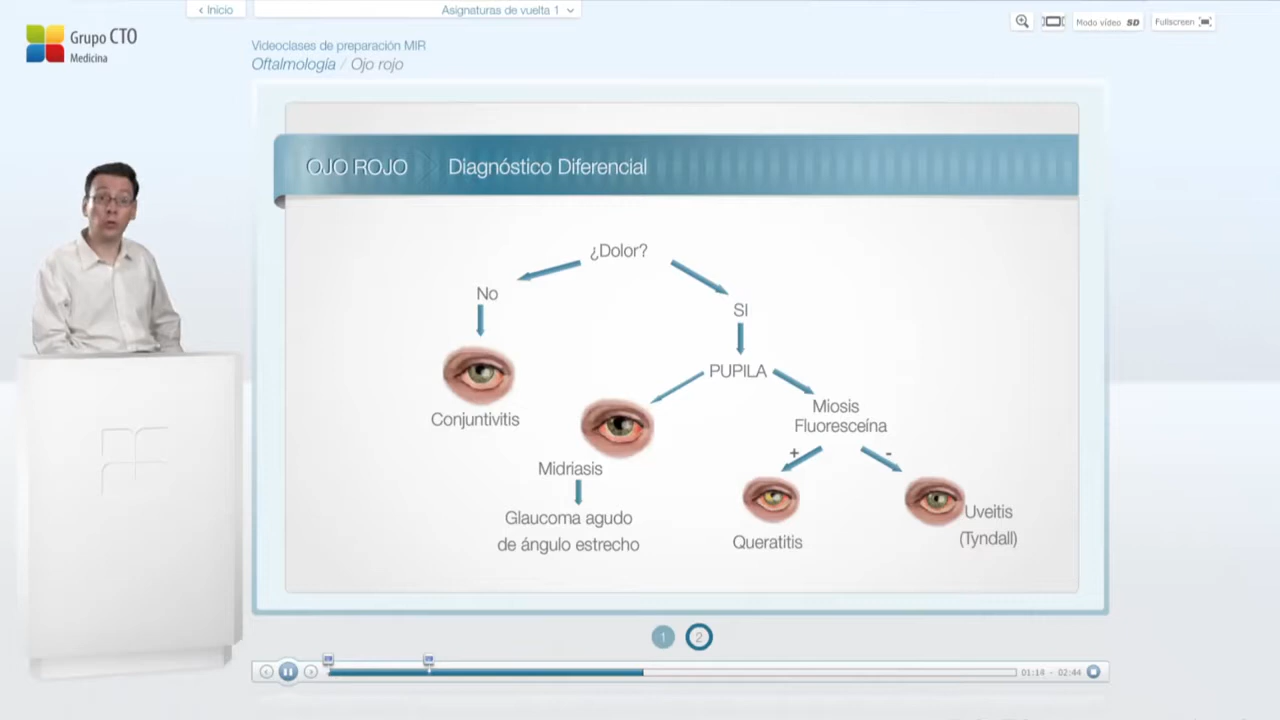 ‹ Inicio
Asignaturas de vuelta 1
Modo vídeo SD
Fullscreen
Grupo CTO
Medicina
Videoclases de preparación MIR
Oftalmología / Ojo rojo
OJO ROJO Diagnóstico Diferencial
¿Dolor?
No
SI
PUPILA
Miosis
Fluoresceína
Conjuntivitis
+ -
Midriasis
Glaucoma agudo
de ángulo estrecho
Queratitis
Uveitis
(Tyndall)
1 2
01:14 - 02:44